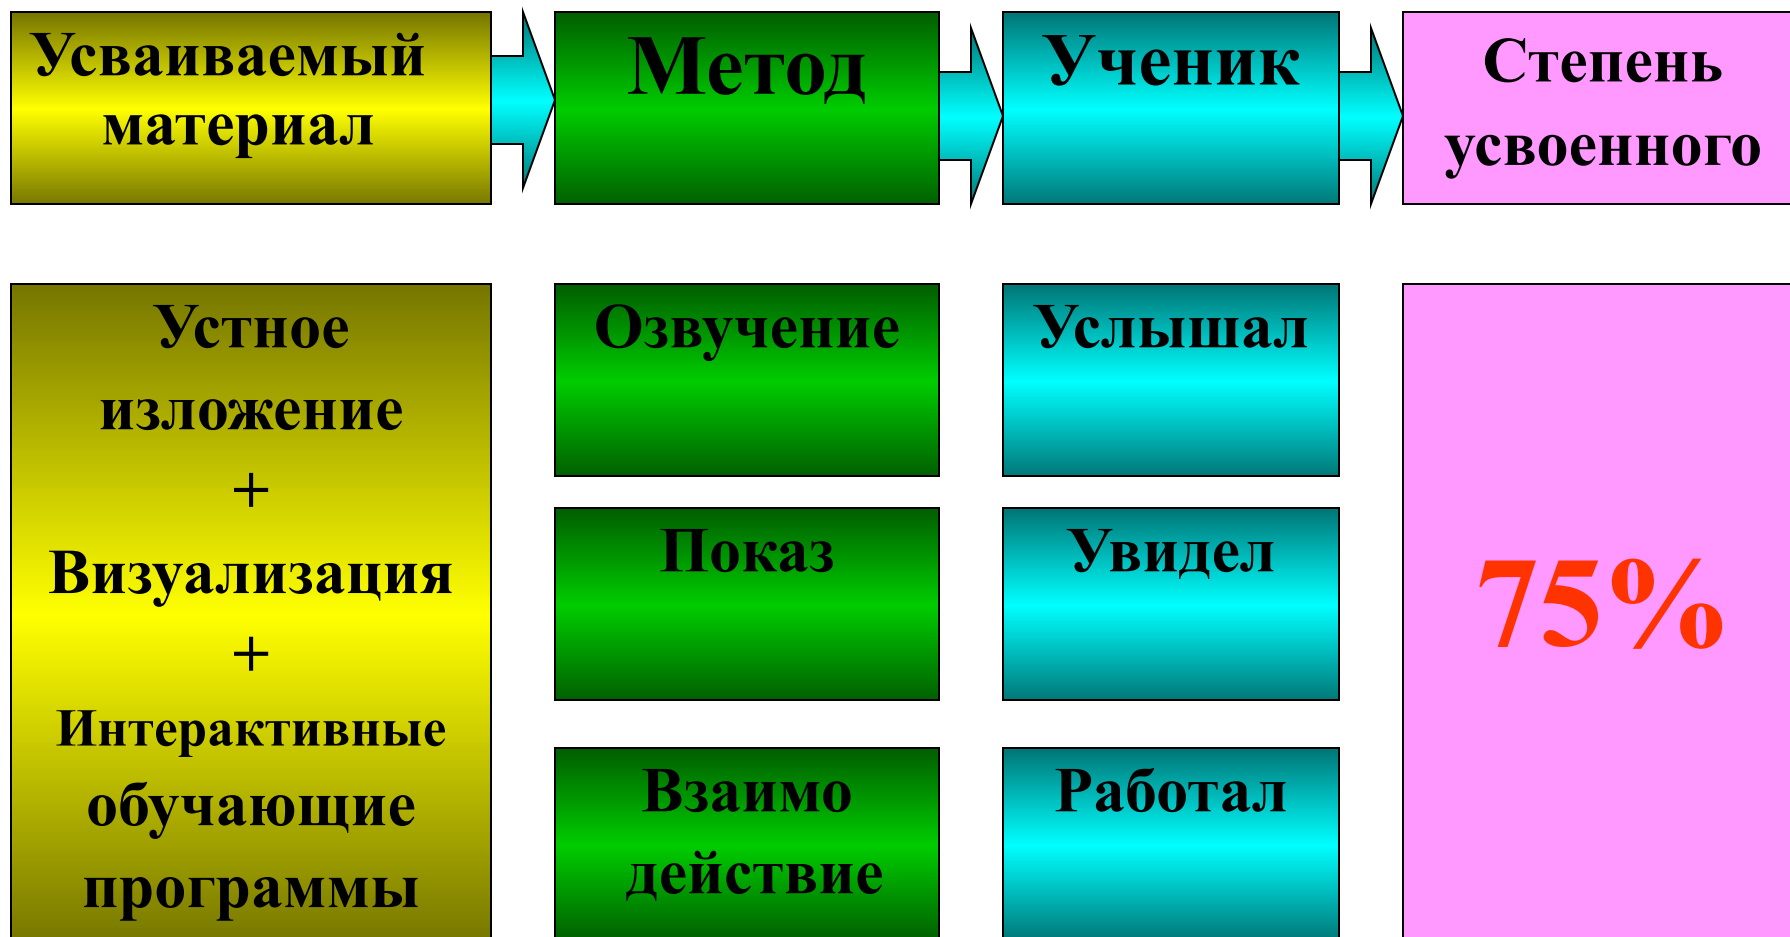 Усваиваемый
материал
Метод
Ученик
Степень
усвоенного
Устное
изложение
+
Визуализация
+
Интерактивные
обучающие
программы
Озвучение
Услышал
Показ
Увидел
Взаимо
действие
Работал
75%